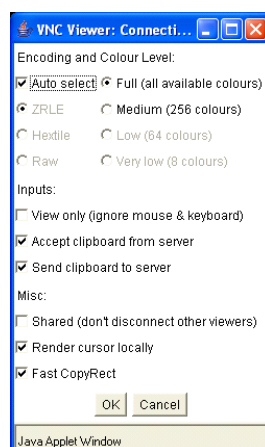 VNC Viewer: Connecti...
Encoding and Colour Level:
Auto select Full (all available colours)
ZRLE Medium (256 colours)
Hextile Low (64 colours)
Raw Very low (8 colours)
Inputs:
View only (ignore mouse & keyboard)
Accept clipboard from server
Send clipboard to server
Misc:
Shared (don't disconnect other viewers)
Render cursor locally
Fast CopyRect
OK Cancel
Java Applet Window